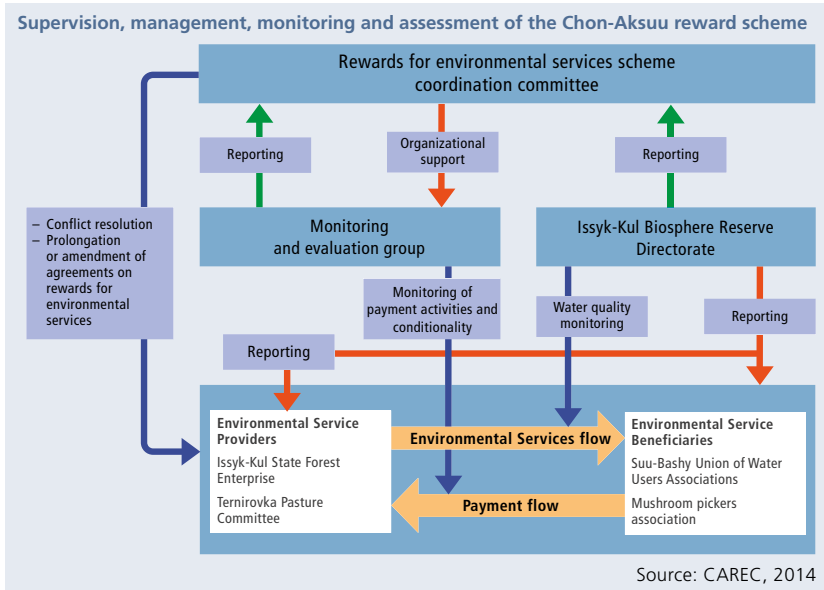 Supervision, management, monitoring and assessment of the Chon-Aksuu reward scheme
Rewards for environmental services scheme
coordination committee
Reporting
Organizational
support
Reporting
– Conflict resolution
– Prolongation
or amendment of
agreements on
rewards for
environmental
services
Monitoring
and evaluation group
Issyk-Kul Biosphere Reserve
Directorate
Monitoring of
payment activities and
conditionality
Water quality
monitoring
Reporting
Reporting
Environmental Service
Providers
Issyk-Kul State Forest
Enterprise
Ternirovka Pasture
Committee
Environmental Services flow
Payment flow
Environmental Service
Beneficiaries
Suu-Bashy Union of Water
Users Associations
Mushroom pickers
association
Source: CAREC, 2014